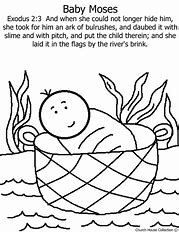 Baby Moses
Exodus 2:3  And when she could not longer hide him,
she took for him an ark of bulrushes, and daubed it with
slime and with pitch, and put the child therein; and she
laid it in the flags by the river's brink.
Church House Collection ©